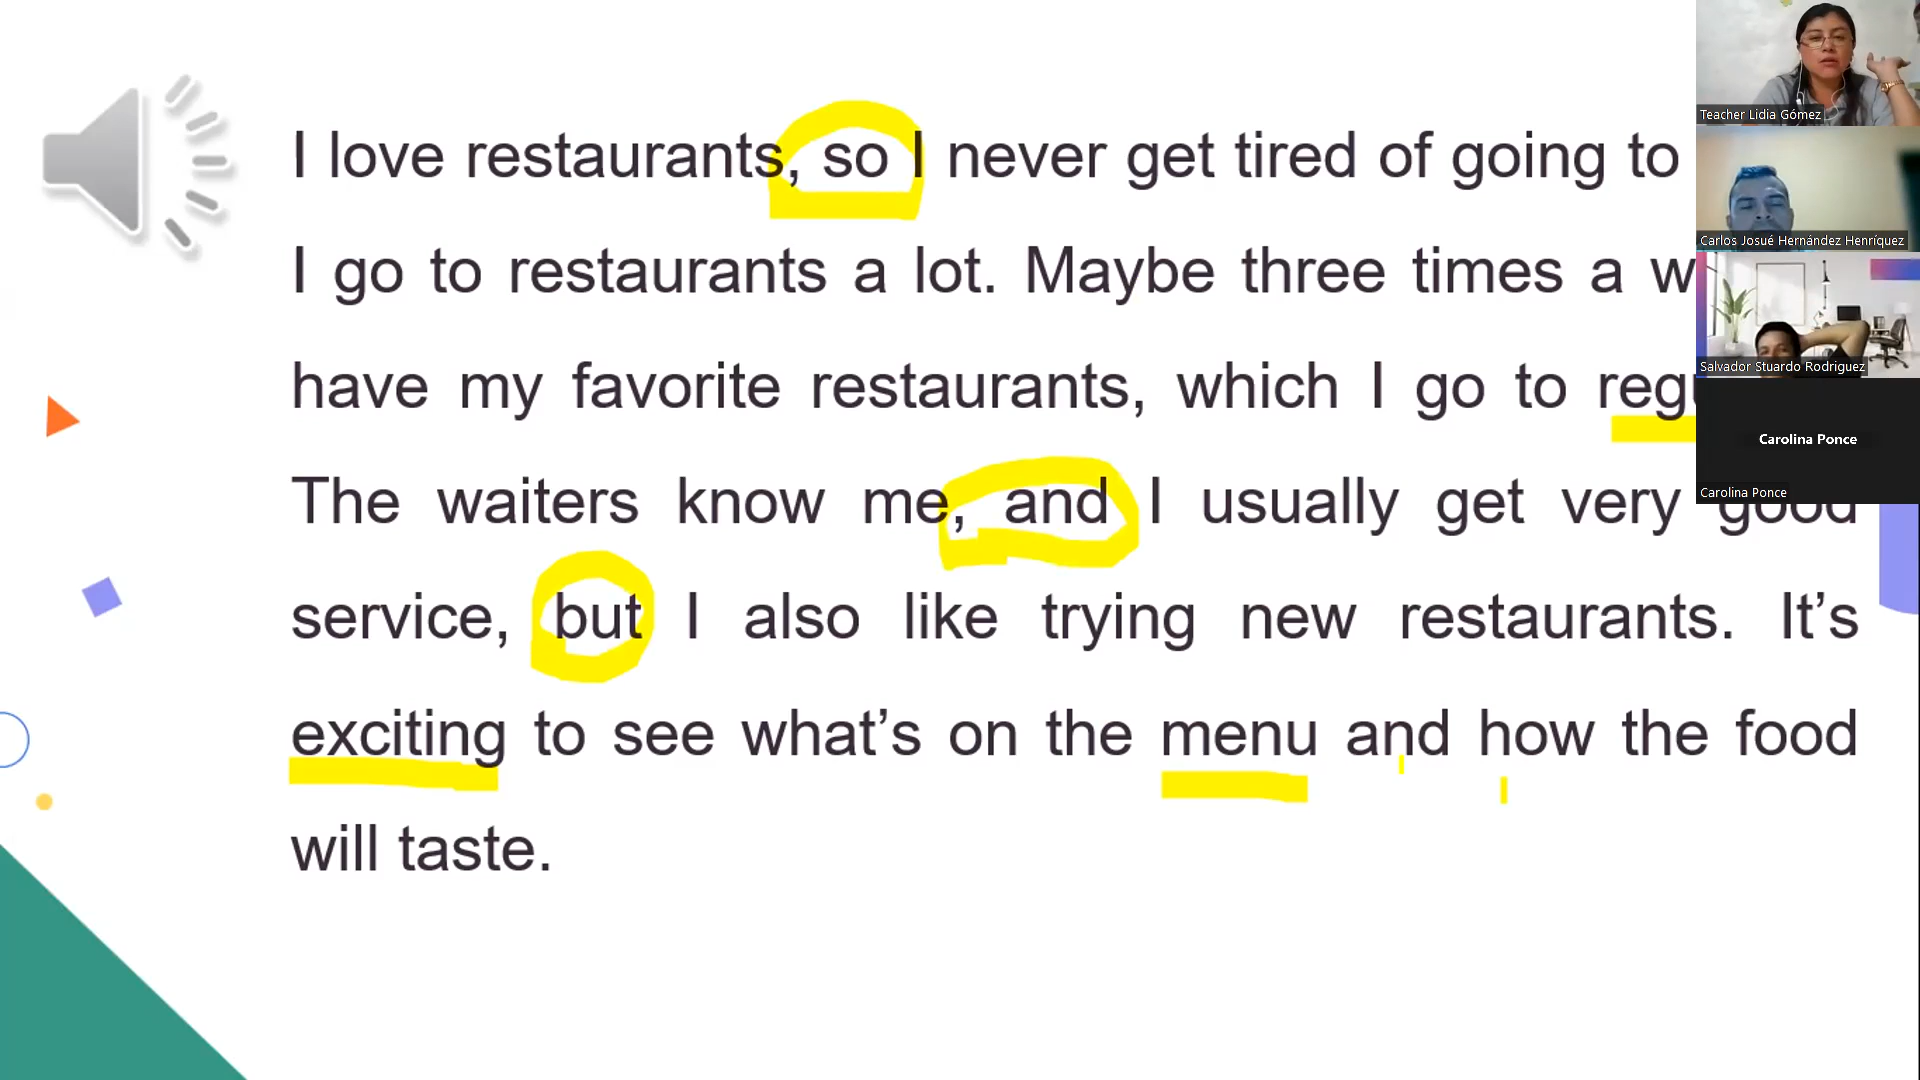 I love restaurants, so I never get tired of going to
I go to restaurants a lot. Maybe three times a
have my favorite restaurants, which I go to
The waiters know me, and I usually get very good
service, but I also like trying new restaurants. It's
exciting to see what's on the menu and how the food
will taste.
Teacher Lidia Gómez
Carlos Josué Hernández Henríquez
Salvador Stuardo Rodriguez
Carolina Ponce
Carolina Ponce